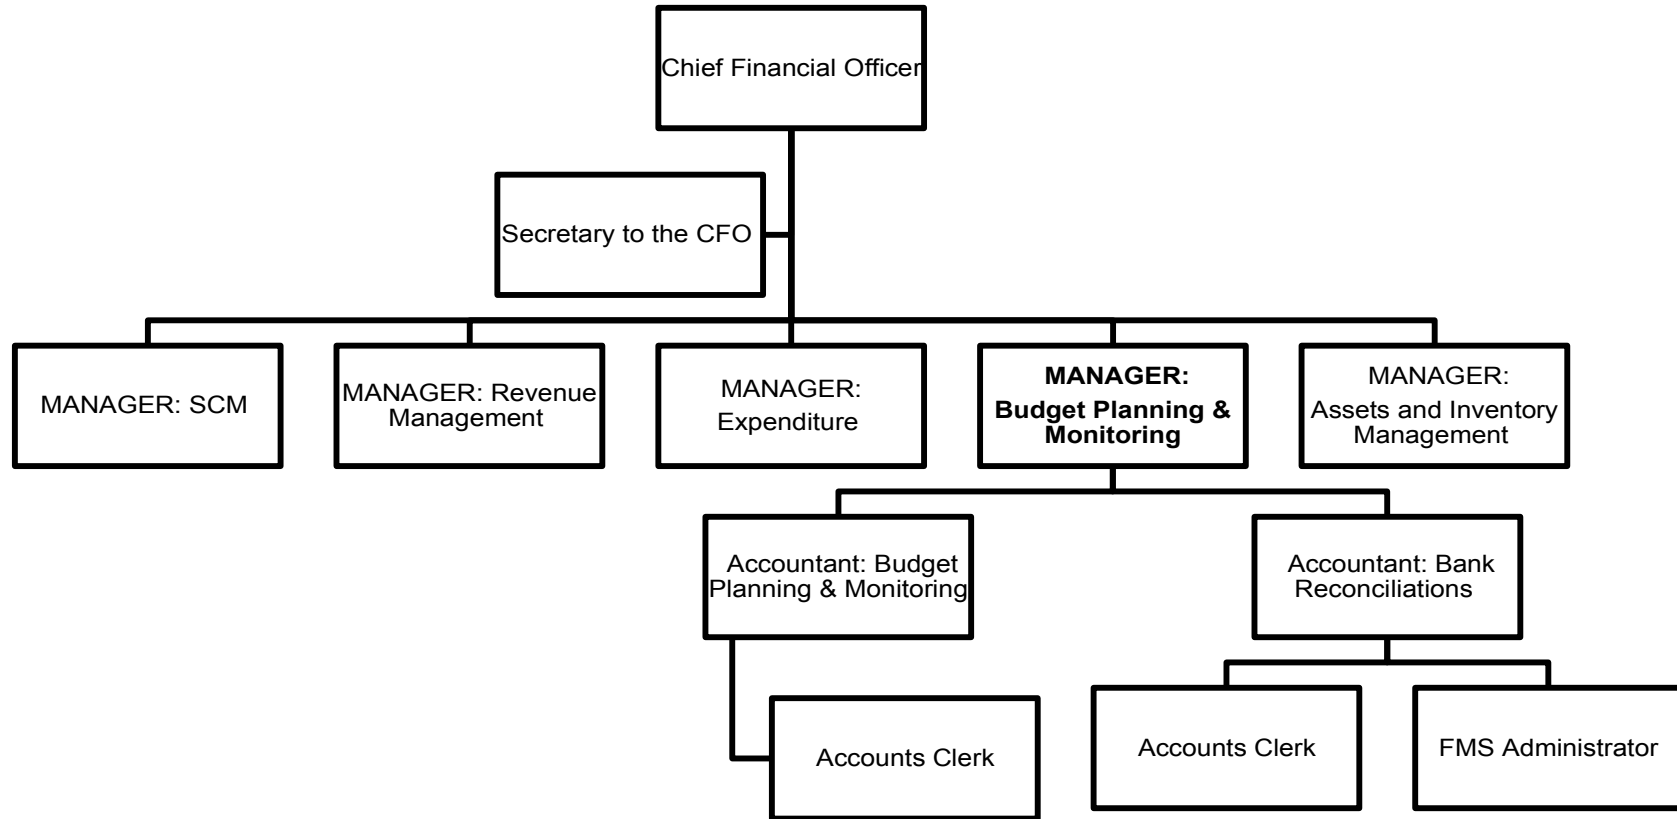 Chief Financial Officer
Secretary to the CFO
MANAGER: SCM
MANAGER: Revenue
Management
MANAGER:
Expenditure
MANAGER:
Budget Planning &
Monitoring
MANAGER:
Assets and Inventory
Management
Accountant: Budget
Planning & Monitoring
Accountant: Bank
Reconciliations
Accounts Clerk
Accounts Clerk
FMS Administrator